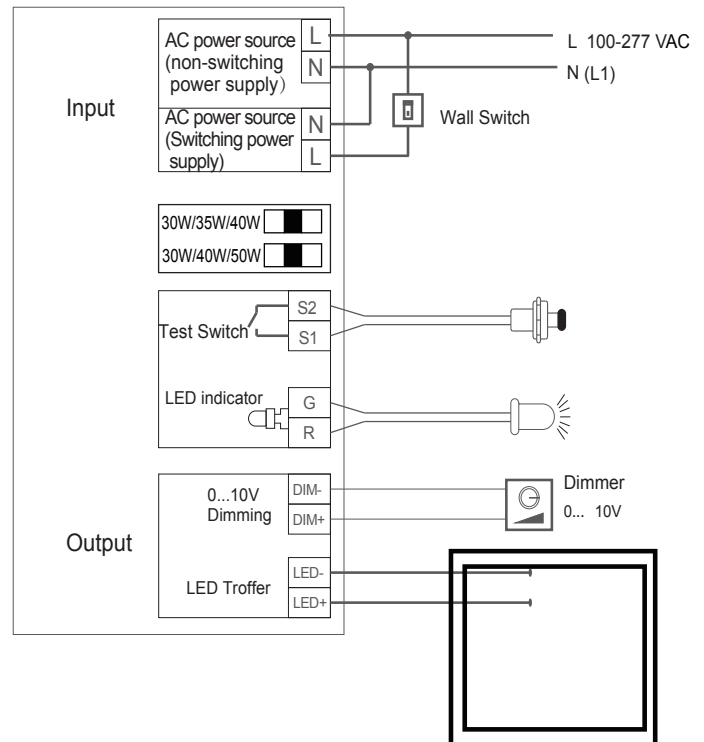 AC power source L
(non-switching N
power supply）
L 100-277 VAC
N (L1)
Input
AC power source N
(Switching power L
supply)
Wall Switch
30W/35W/40W
30W/40W/50W
S2
Test Switch S1
LED indicator G
R
0...10V DIM-
Dimming DIM+
Dimmer
0... 10V
Output
LED Troffer LED-
LED+